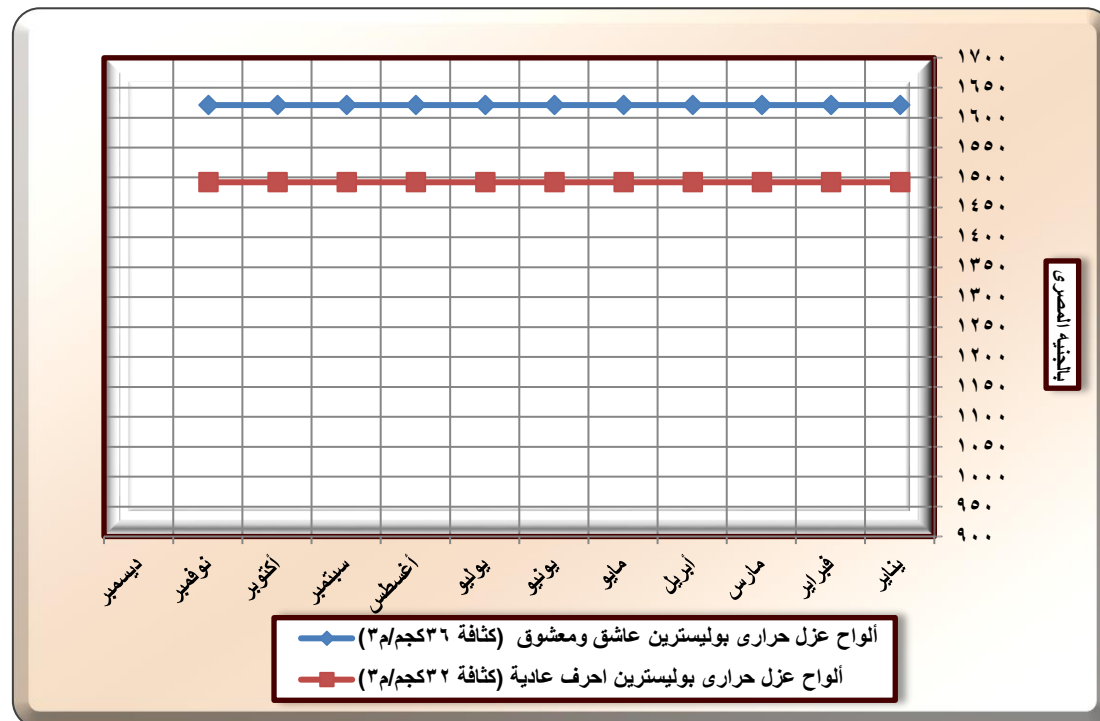 ١٧٠٠
١٦٥٠
١٦٠٠
١٥٥٠
١٥٠٠
١٤٥٠
١٤٠٠
١٣٥٠
١٣٠٠
١٢٥٠
١٢٠٠
١١٥٠
١١٠٠
١٠٥٠
١٠٠٠
٩٥٠
٩٠٠
بالجنيه المصرى
يناير
فبراير
مارس
أبريل
مايو
يونيو
يوليو
أغسطس
سبتمبر
أكتوبر
نوفمبر
ديسمبر
ألواح عزل حرارى بوليسترين عاشق ومعشوق (كثافة ٣٦كجم/م٣)
ألواح عزل حرارى بوليسترين احرف عادية (كثافة ٣٢كجم/م٣)